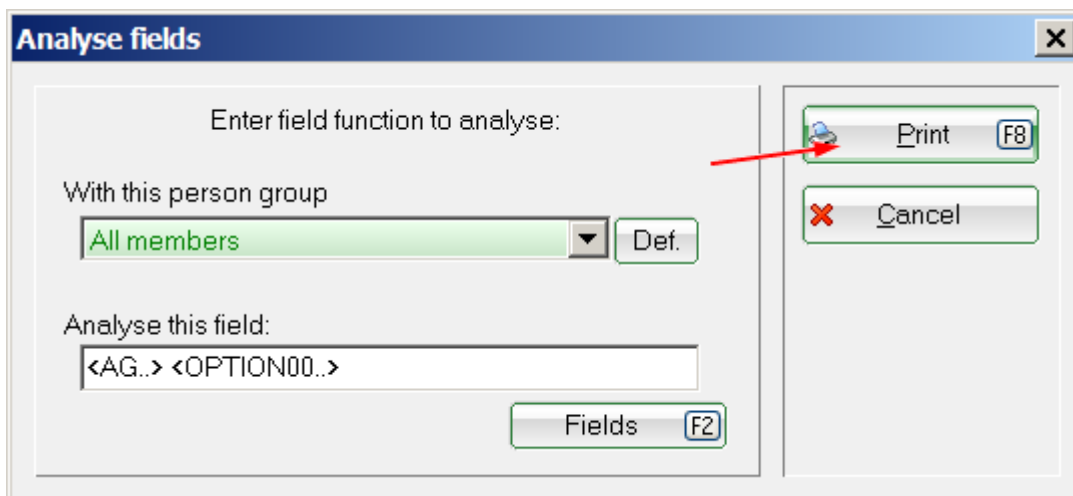 Analyse fields
Enter field function to analyse:
With this person group
All members
Def.
Analyse this field:
<AG..> <OPTION00..>
Fields F2
Print F8
Cancel